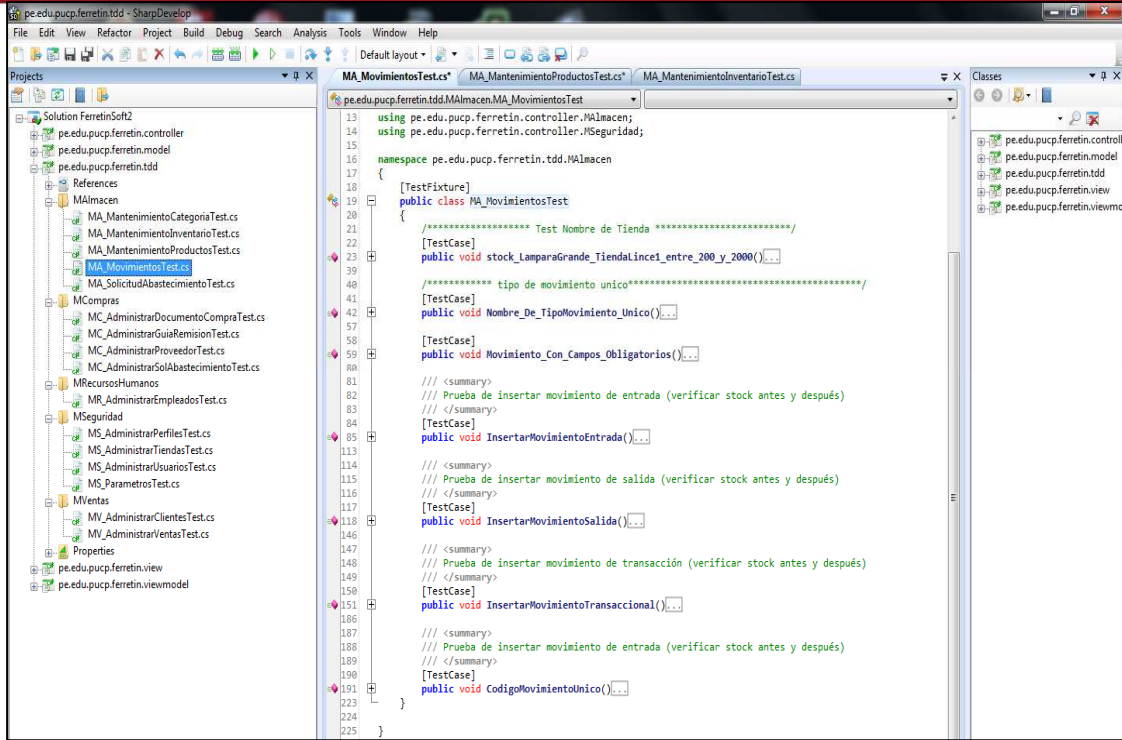 pe.edu.pucp.ferretin.tdd - SharpDevelop
File Edit View Refactor Project Build Debug Search Analysis Tools Window Help
Default layout
Projects
Solution FerretinSoft2
pe.edu.pucp.ferretin.controller
pe.edu.pucp.ferretin.model
pe.edu.pucp.ferretin.tdd
References
MAlmacen
MA_MantenimientoCategoriaTest.cs
MA_MantenimientoInventarioTest.cs
MA_MantenimientoProductosTest.cs
MA_MovimientosTest.cs
MA_SolicitudAbastecimientoTest.cs
MCompras
MC_AdministrarDocumentoCompraTest.cs
MC_AdministrarGuiaRemisionTest.cs
MC_AdministrarProveedorTest.cs
MC_AdministrarSolAbastecimientoTest.cs
MRecursosHumanos
MR_AdministrarEmpleadosTest.cs
MSeguridad
MS_AdministrarPerfilesTest.cs
MS_AdministrarTiendasTest.cs
MS_AdministrarUsuariosTest.cs
MS_ParametrosTest.cs
MVentas
MV_AdministrarClientesTest.cs
MV_AdministrarVentasTest.cs
Properties
pe.edu.pucp.ferretin.view
pe.edu.pucp.ferretin.viewmodel
MA_MovimientosTest.cs* MA_MantenimientoProductosTest.cs* MA_MantenimientoInventarioTest.cs
pe.edu.pucp.ferretin.tdd.MAlmacen.MA_MovimientosTest
13 using pe.edu.pucp.ferretin.controller.MAlmacen;
14 using pe.edu.pucp.ferretin.controller.MSeguridad;
15
16 namespace pe.edu.pucp.ferretin.tdd.MAlmacen
17 {
18 [TestFixture]
19 public class MA_MovimientosTest
20 {
21 /******************* Test Nombre de Tienda *************************/
22 [TestCase]
23 public void stock_LamparaGrande_TiendaLince1_entre_200_y_2000()...
39
40 /************ tipo de movimiento unico*******************************************/
41 [TestCase]
42 public void Nombre_De_TipoMovimiento_Unico()...
57
58 [TestCase]
59 public void Movimiento_Con_Campos_Obligatorios()...
80
81 /// <summary>
82 /// Prueba de insertar movimiento de entrada (verificar stock antes y después)
83 /// </summary>
84 [TestCase]
85 public void InsertarMovimientoEntrada()...
113
114 /// <summary>
115 /// Prueba de insertar movimiento de salida (verificar stock antes y después)
116 /// </summary>
117 [TestCase]
118 public void InsertarMovimientoSalida()...
146
147 /// <summary>
148 /// Prueba de insertar movimiento de transacción (verificar stock antes y después)
149 /// </summary>
150 [TestCase]
151 public void InsertarMovimientoTransaccional()...
186
187 /// <summary>
188 /// Prueba de insertar movimiento de entrada (verificar stock antes y después)
189 /// </summary>
190 [TestCase]
191 public void CodigoMovimientoUnico()...
223 }
224
225 }
Classes
pe.edu.pucp.ferretin.controll
pe.edu.pucp.ferretin.model
pe.edu.pucp.ferretin.tdd
pe.edu.pucp.ferretin.view
pe.edu.pucp.ferretin.viewmo